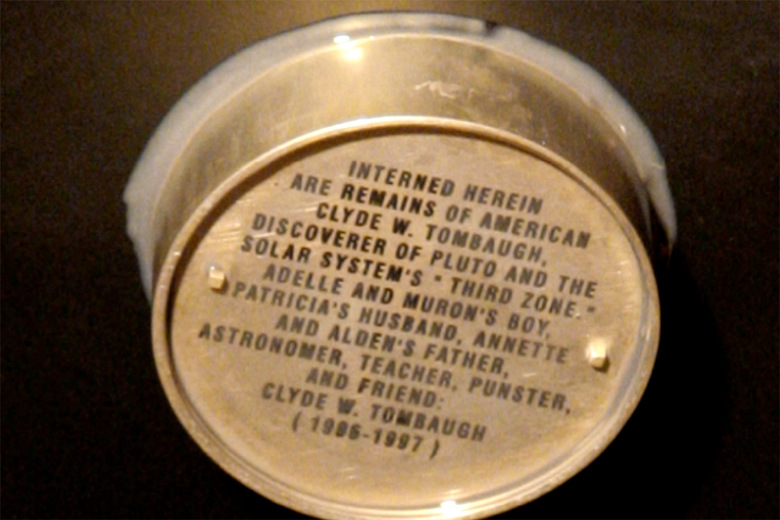 INTERNED HEREIN
ARE REMAINS OF AMERICAN
CLYDE W. TOMBAUGH,
DISCOVERER OF PLUTO AND THE
SOLAR SYSTEM'S "THIRD ZONE."
ADELLE AND MURON'S BOY,
PATRICIA'S HUSBAND, ANNETTE
AND ALDEN'S FATHER,
ASTRONOMER, TEACHER, PUNSTER,
AND FRIEND:
CLYDE W. TOMBAUGH
(1906-1997)